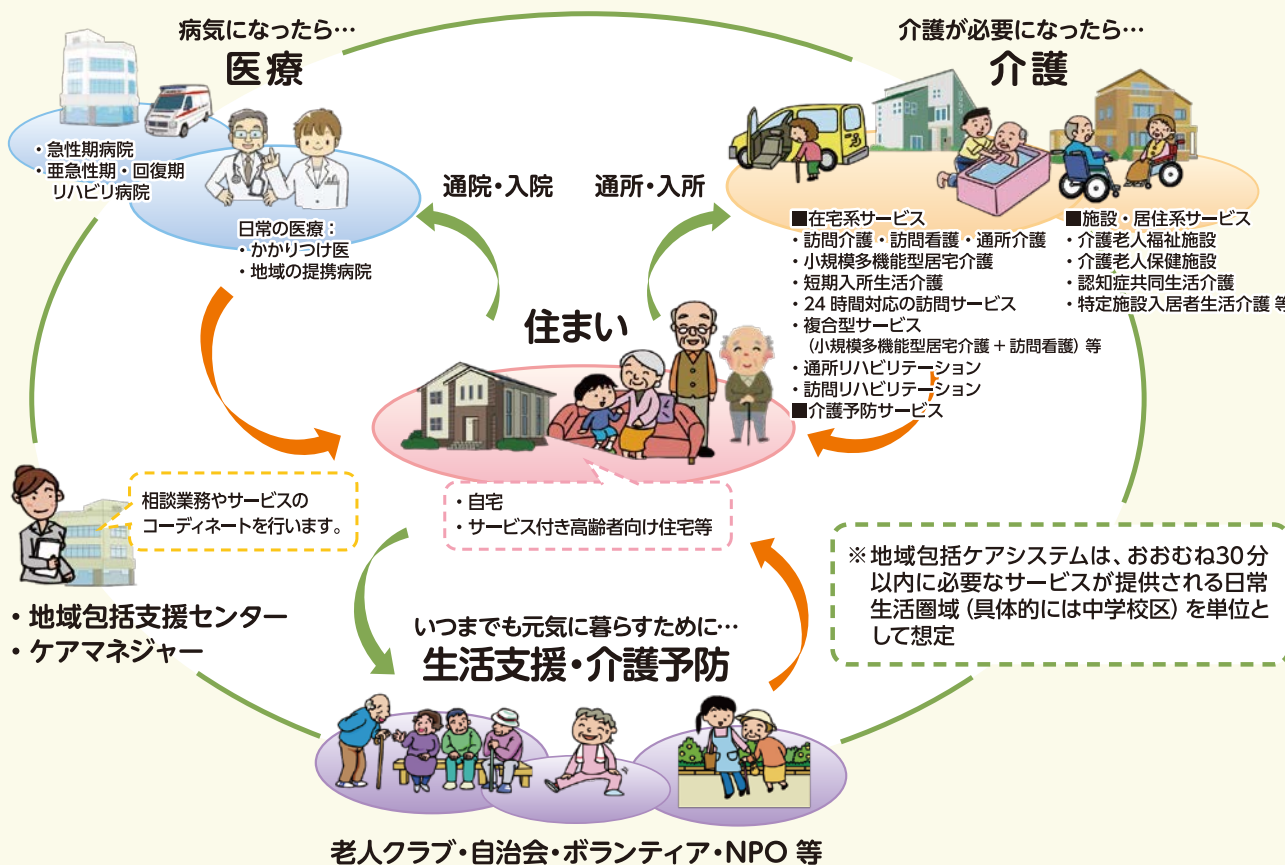 病気になったら…
医療
・急性期病院
・亜急性期・回復期
リハビリ病院
日常の医療：
・かかりつけ医
・地域の提携病院
介護が必要になったら…
介護
■在宅系サービス
・訪問介護・訪問看護・通所介護
・小規模多機能型居宅介護
・短期入所生活介護
・24時間対応の訪問サービス
・複合型サービス
（小規模多機能型居宅介護＋訪問看護）等
・通所リハビリテーション
・訪問リハビリテーション
■介護予防サービス
■施設・居住系サービス
・介護老人福祉施設
・介護老人保健施設
・認知症共同生活介護
・特定施設入居者生活介護 等
通院・入院
通所・入所
住まい
・自宅
・サービス付き高齢者向け住宅等
相談業務やサービスの
コーディネートを行います。
・地域包括支援センター
・ケアマネジャー
※地域包括ケアシステムは、おおむね30分
以内に必要なサービスが提供される日常
生活圏域（具体的には中学校区）を単位と
して想定
いつまでも元気に暮らすために…
生活支援・介護予防
老人クラブ・自治会・ボランティア・NPO 等